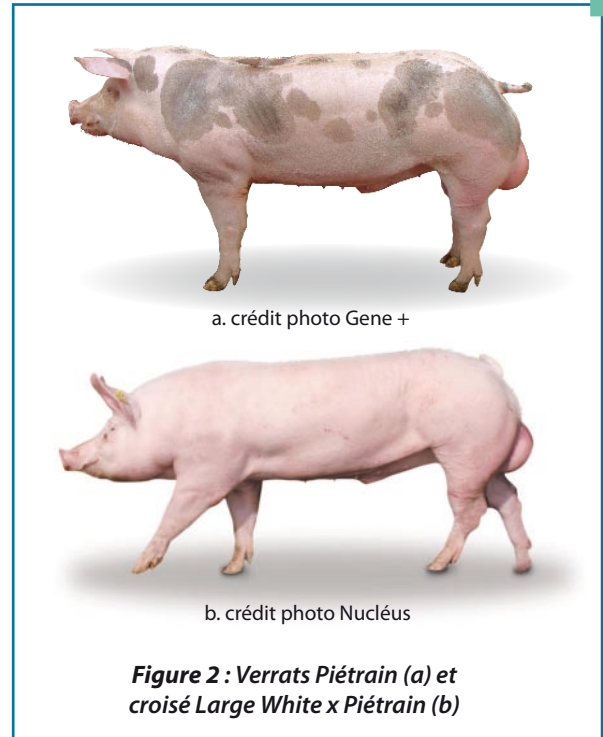 a. crédit photo Gene +
b. crédit photo Nucléus
Figure 2 : Verrats Piétrain (a) et
croisé Large White x Piétrain (b)